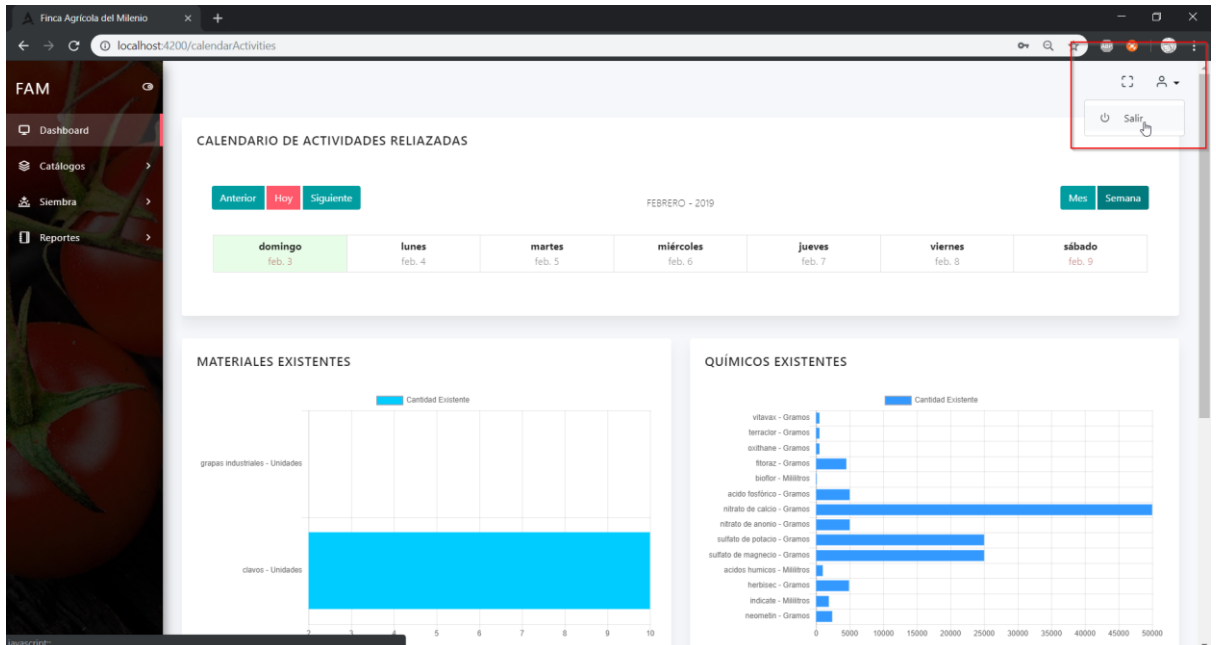 Finca Agrícola del Milenio
localhost:4200/calendarActivities
FAM
Dashboard
Catálogos
Siembra
Reportes
Salir
CALENDARIO DE ACTIVIDADES RELIAZADAS
Anterior Hoy Siguiente
FEBRERO - 2019
Mes Semana
domingo lunes martes miércoles jueves viernes sábado
feb. 3 feb. 4 feb. 5 feb. 6 feb. 7 feb. 8 feb. 9
MATERIALES EXISTENTES
Cantidad Existente
grapas industriales - Unidades
clavos - Unidades
2 3 4 5 6 7 8 9 10
QUÍMICOS EXISTENTES
Cantidad Existente
vitavax - Gramos
terraclor - Gramos
oxithane - Gramos
fitoraz - Gramos
bioflor - Mililitros
acido fosfórico - Gramos
nitrato de calcio - Gramos
nitrato de anonio - Gramos
sulfato de potacio - Gramos
sulfato de magnecio - Gramos
acidos humicos - Mililitros
herbisec - Gramos
indicate - Mililitros
neomelin - Gramos
0 5000 10000 15000 20000 25000 30000 35000 40000 45000 50000
javascript:;